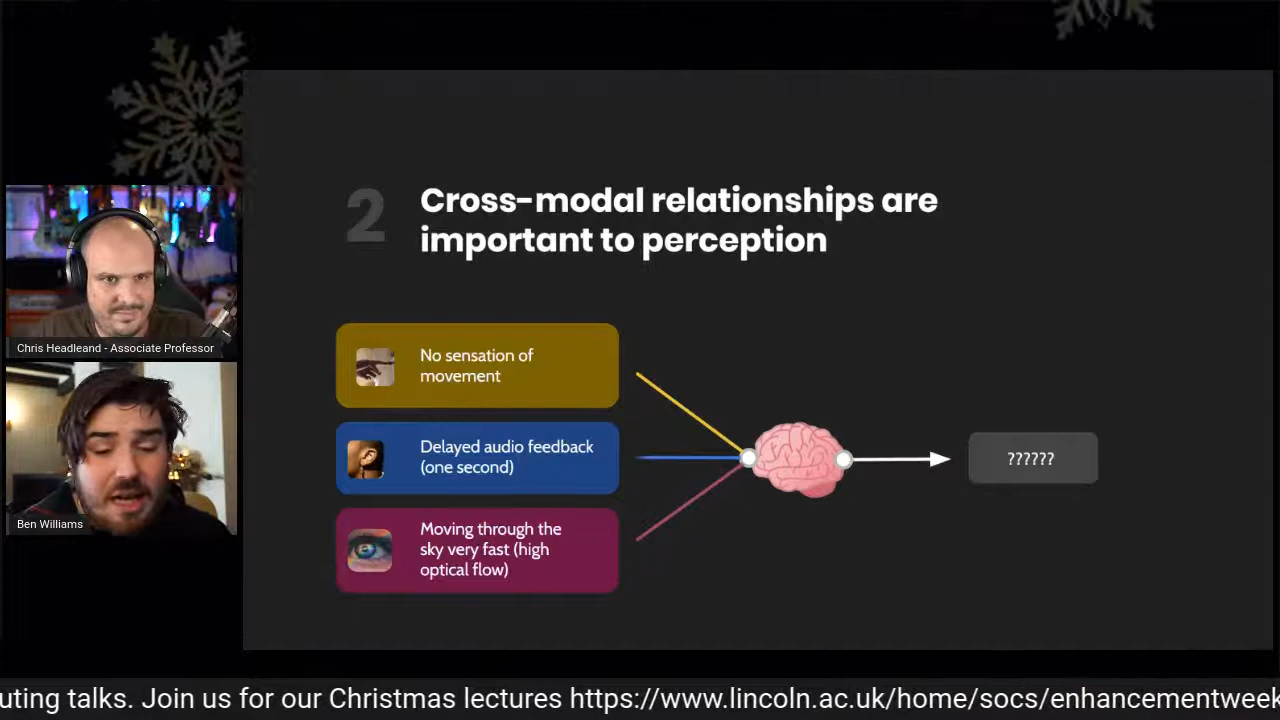 2
Cross-modal relationships are
important to perception
No sensation of
movement
Delayed audio feedback
(one second)
Moving through the
sky very fast (high
optical flow)
??????
Chris Headleand - Associate Professor
Ben Williams
uting talks. Join us for our Christmas lectures https://www.lincoln.ac.uk/home/socs/enhancementweek